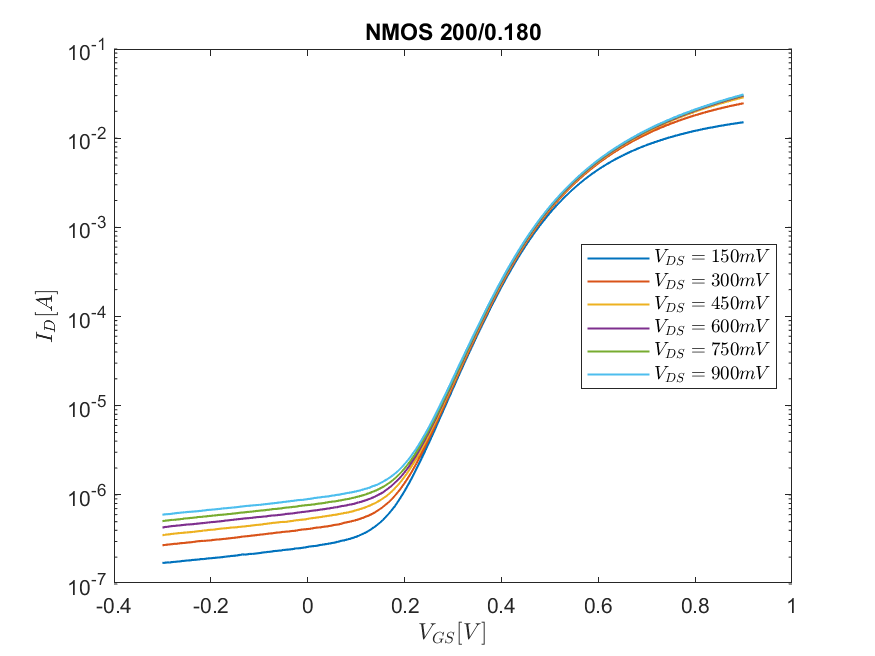 NMOS 200/0.180
10^-1
10^-2
10^-3
10^-4
10^-5
10^-6
10^-7
I_D[A]
V_DS = 150mV
V_DS = 300mV
V_DS = 450mV
V_DS = 600mV
V_DS = 750mV
V_DS = 900mV
-0.4 -0.2 0 0.2 0.4 0.6 0.8 1
V_GS[V]